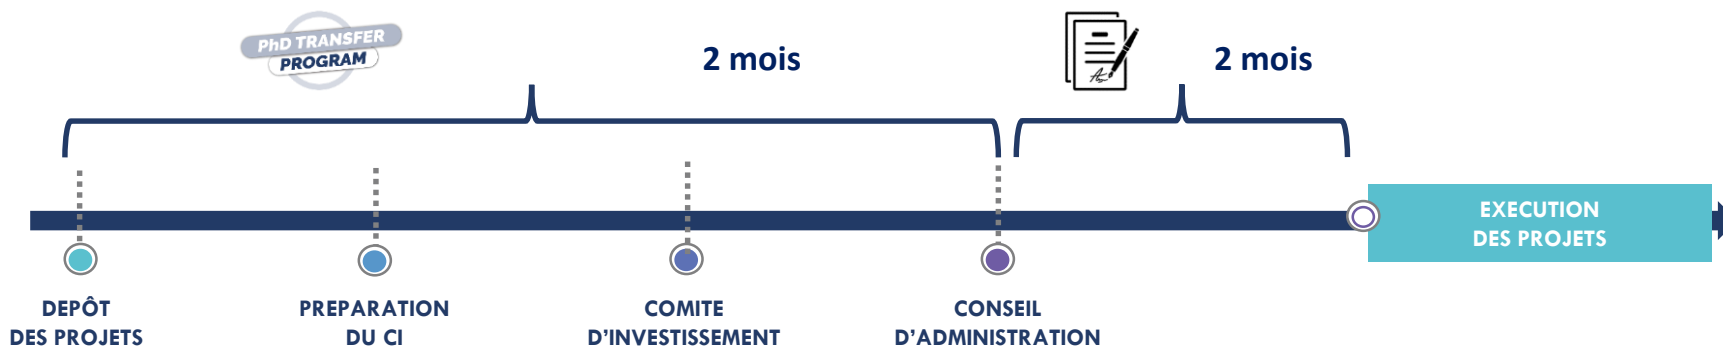 PhD TRANSFER
PROGRAM
2 mois
2 mois
EXECUTION
DES PROJETS
DEPÔT
DES PROJETS
PREPARATION
DU CI
COMITE
D’INVESTISSEMENT
CONSEIL
D’ADMINISTRATION